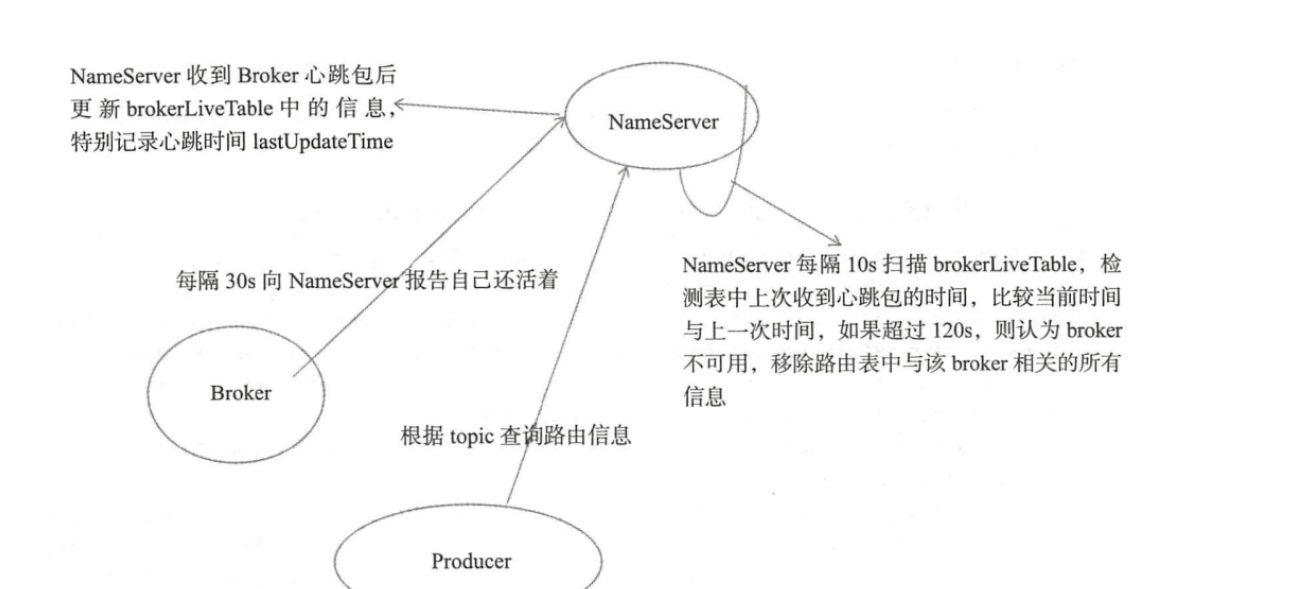 NameServer 收到 Broker 心跳包后
更新 brokerLiveTable 中的信息，
特别记录心跳时间 lastUpdateTime
NameServer
每隔 30s 向 NameServer 报告自己还活着
NameServer 每隔 10s 扫描 brokerLiveTable，检
测表中上次收到心跳包的时间，比较当前时间
与上一次时间，如果超过 120s，则认为 broker
不可用，移除路由表中与该 broker 相关的所有
信息
Broker
根据 topic 查询路由信息
Producer